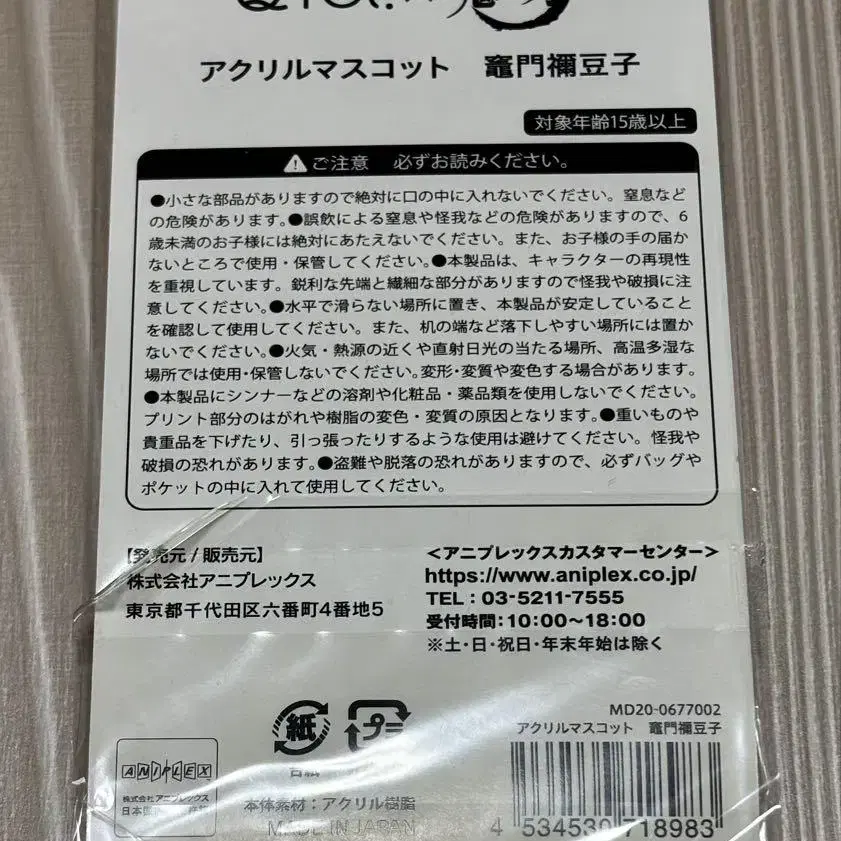 アクリルマスコット 竈門禰豆子
対象年齢15歳以上
ご注意 必ずお読みください。
●小さな部品がありますので絶対に口の中に入れないでください。窒息など
の危険があります。●誤飲による窒息や怪我などの危険がありますので、6
歳未満のお子様には絶対にあたえないでください。また、お子様の手の届か
ないところで使用・保管してください。●本製品は、キャラクターの再現性
を重視しています。鋭利な先端と繊細な部分がありますので怪我や破損に注
意してください。●水平で滑らない場所に置き、本製品が安定していること
を確認して使用してください。また、机の端など落下しやすい場所には置か
ないでください。●火気・熱源の近くや直射日光の当たる場所、高温多湿な
場所では使用・保管しないでください。変形・変質や変色する場合があります。
●本製品にシンナーなどの溶剤や化粧品・薬品類を使用しないでください。
プリント部分のはがれや樹脂の変色・変質の原因となります。●重いものや
貴重品を下げたり、引っ張ったりするような使用は避けてください。怪我や
破損の恐れがあります。●盗難や脱落の恐れがありますので、必ずバッグや
ポケットの中に入れて使用してください。
【発売元/販売元】
株式会社アニプレックス
東京都千代田区六番町4番地5
<アニプレックスカスタマーセンター>
https://www.aniplex.co.jp/
TEL:03-5211-7555
受付時間:10:00~18:00
※土・日・祝日・年末年始は除く
紙
プラ
MD20-0677002
アクリルマスコット 竈門禰豆子
ANIPLEX
株式会社アニプレックス
本体素材:アクリル樹脂
MADE IN JAPAN
4 534530 718983